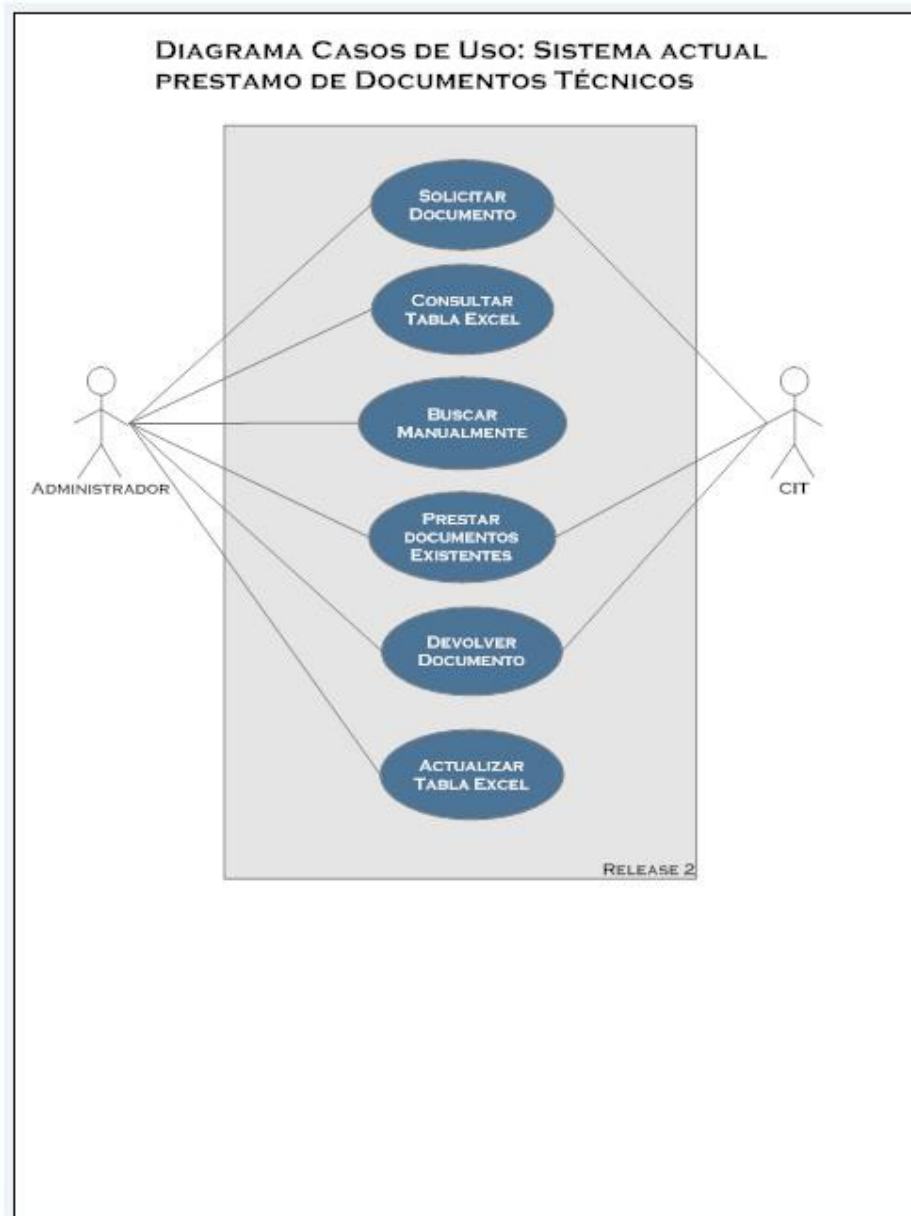 Diagrama Casos de Uso: Sistema actual
prestamo de Documentos Técnicos
Solicitar
Documento
Consultar
Tabla Excel
Buscar
Manualmente
Administrador
CIT
Prestar
documentos
Existentes
Devolver
Documento
Actualizar
Tabla Excel
Release 2